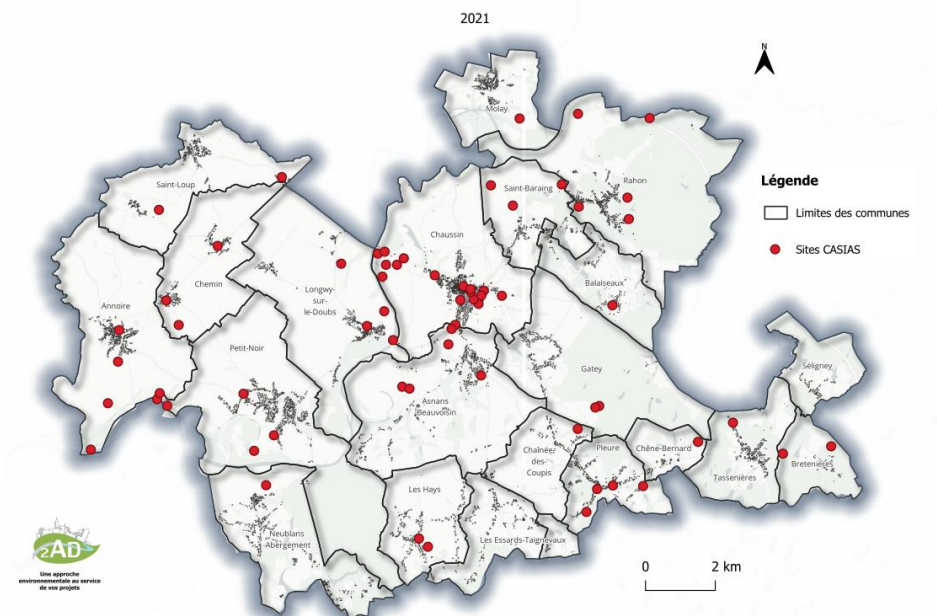 2021
N
Molay
Saint-Loup
Saint-Baraing
Rahon
Légende
Limites des communes
Sites CASIAS
Chaussin
Chemin
Longwy-
sur-
le-Doubs
Balaiseaux
Annoire
Petit-Noir
Gatey
Séligney
Asnans
Beauvoisin
Chaînée
des-
Coupis
Pleure
Chêne-Bernard
Bretenières
Tassenières
Les Hays
Neublans
Abergement
Les Essards-Taignevaux
2AD
Une approche
environnementale au service
de vos projets
0
2 km